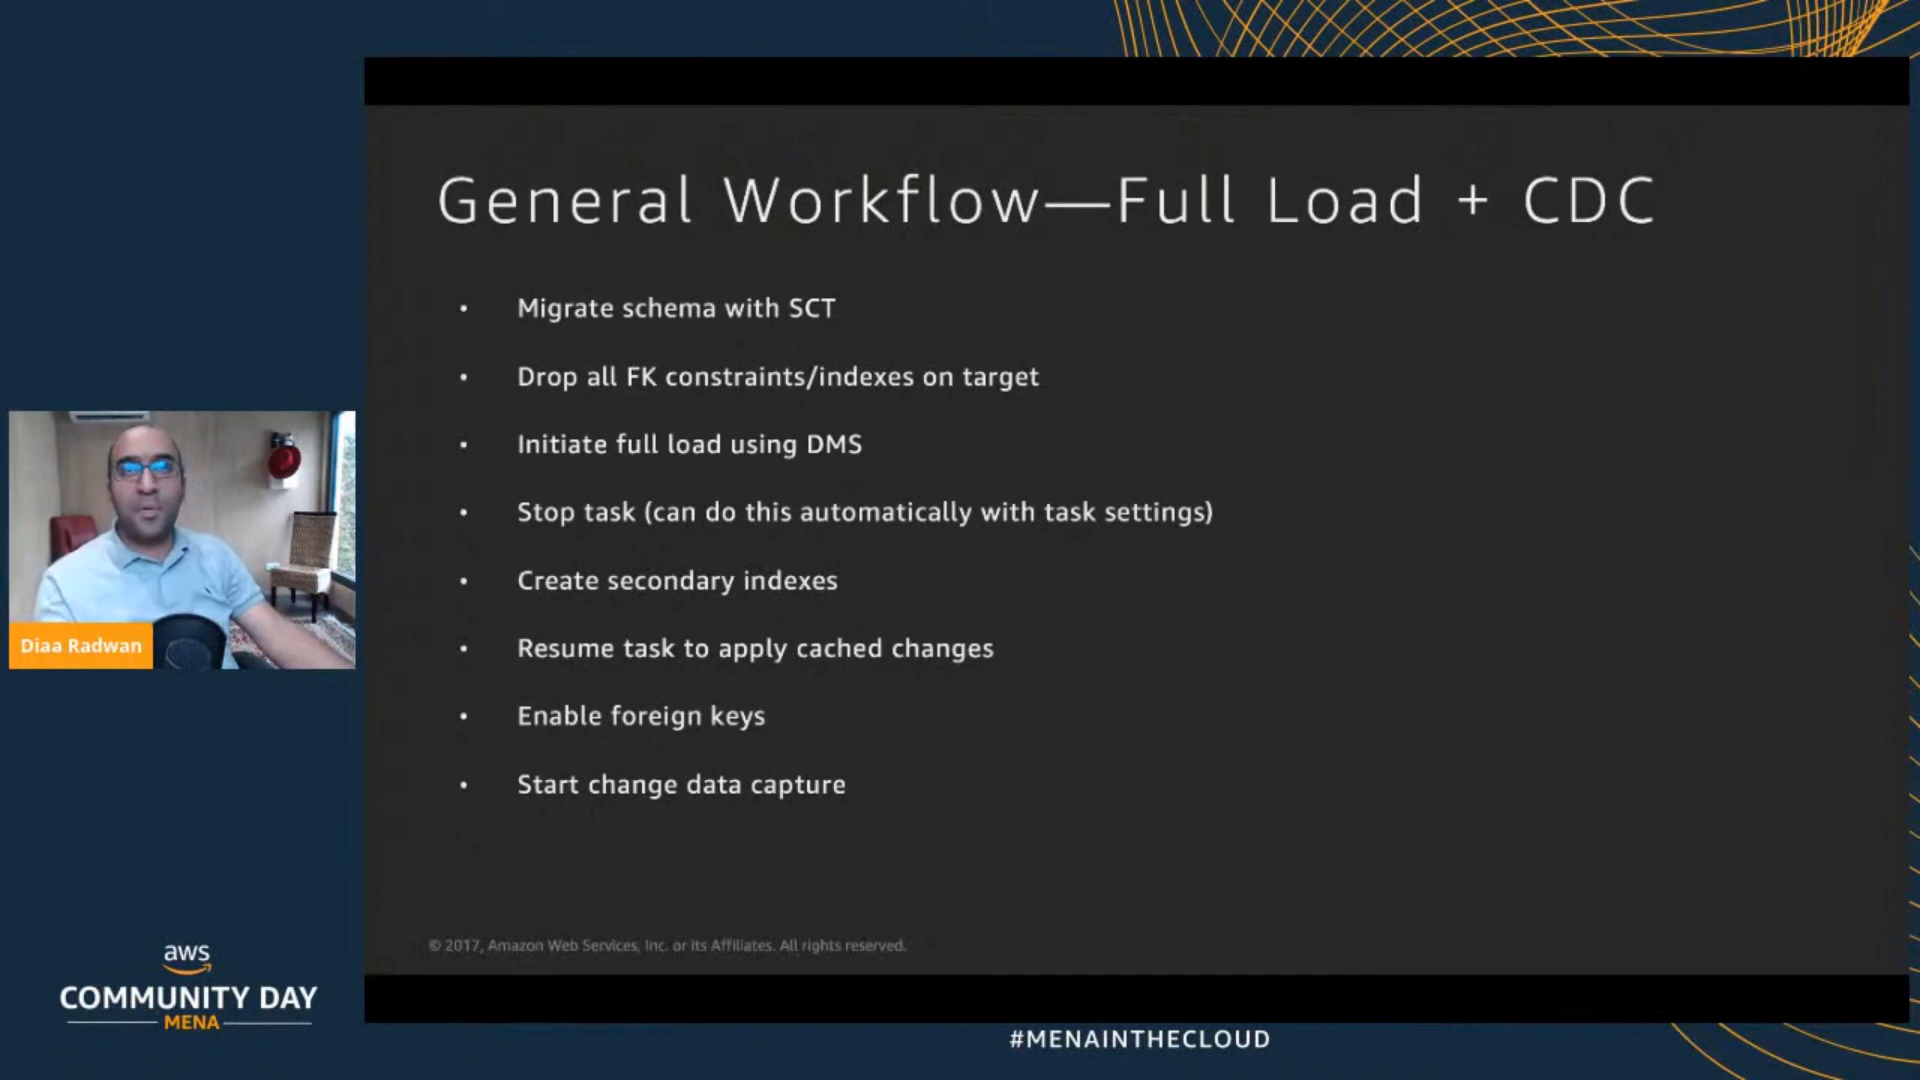 General Workflow—Full Load + CDC
• Migrate schema with SCT
• Drop all FK constraints/indexes on target
• Initiate full load using DMS
• Stop task (can do this automatically with task settings)
• Create secondary indexes
• Resume task to apply cached changes
• Enable foreign keys
• Start change data capture
© 2017, Amazon Web Services, Inc. or its Affiliates. All rights reserved.
Diaa Radwan
aws
COMMUNITY DAY
MENA
#MENAINTHECLOUD